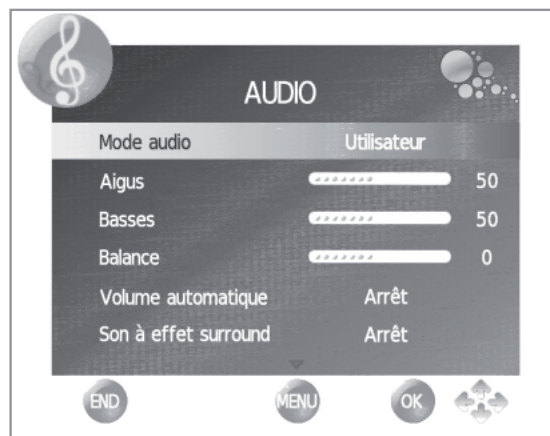 AUDIO
Mode audio Utilisateur
Aigus 50
Basses 50
Balance 0
Volume automatique Arrêt
Son à effet surround Arrêt
END MENU OK